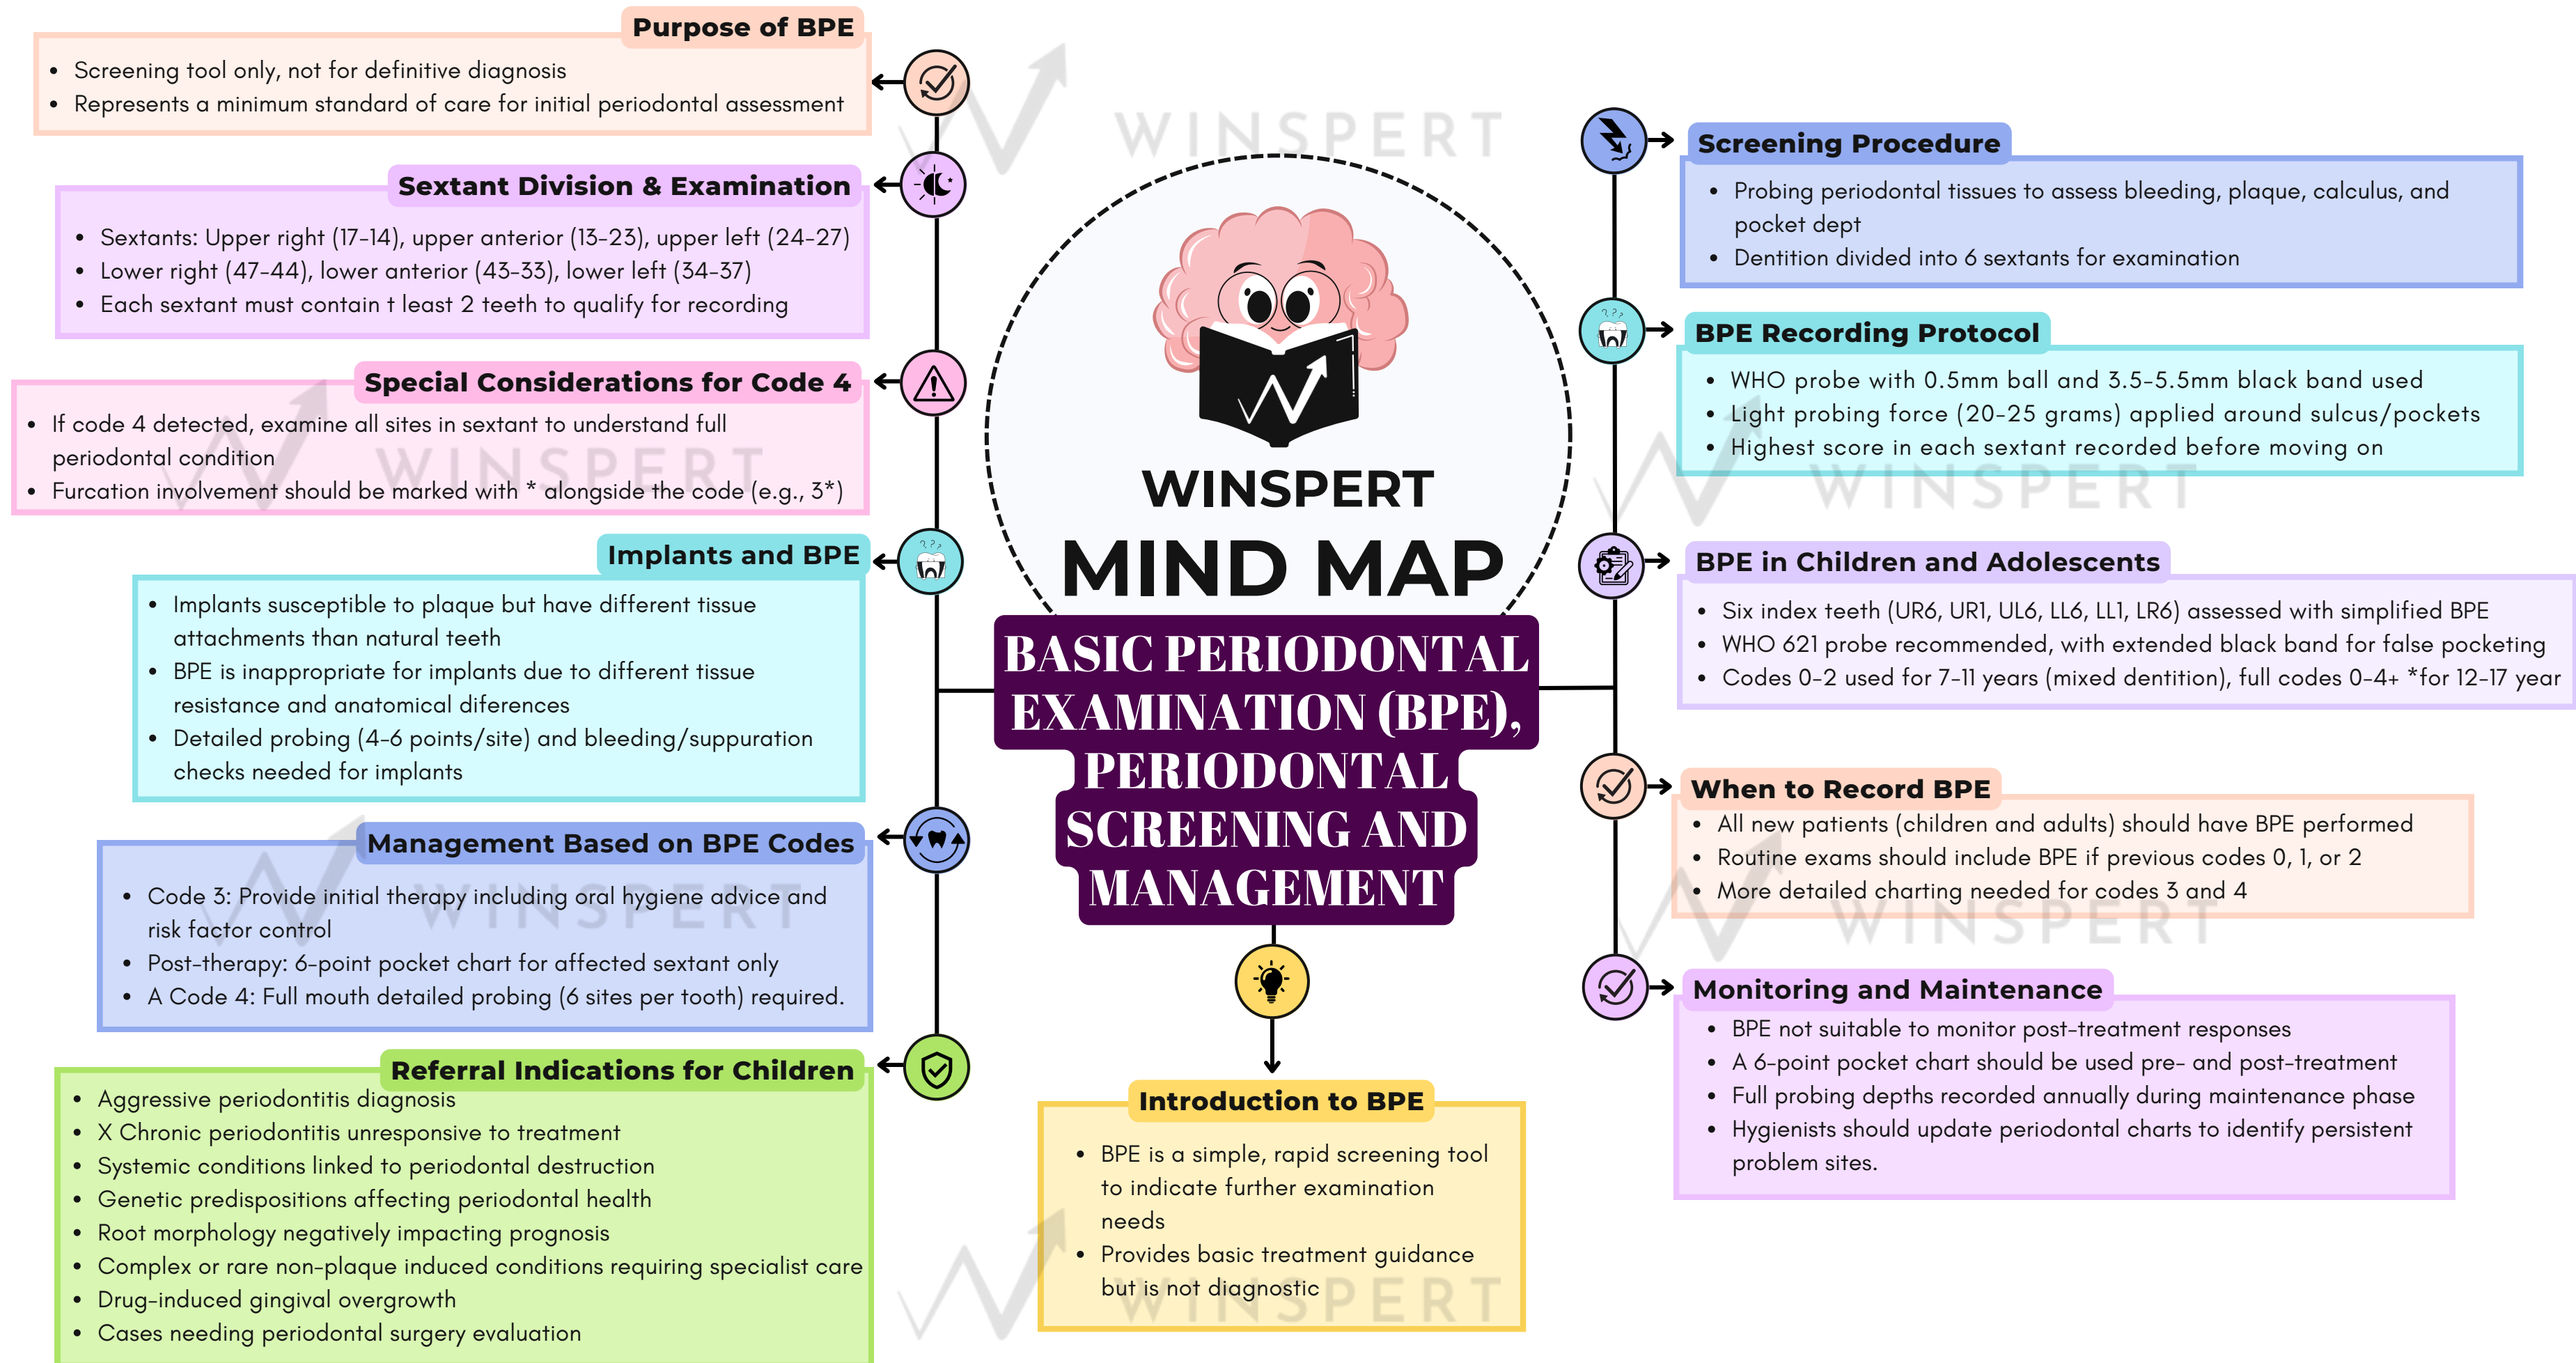 Purpose of BPE
• Screening tool only, not for definitive diagnosis
• Represents a minimum standard of care for initial periodontal assessment
Sextant Division & Examination
• Sextants: Upper right (17-14), upper anterior (13-23), upper left (24-27)
• Lower right (47-44), lower anterior (43-33), lower left (34-37)
• Each sextant must contain t least 2 teeth to qualify for recording
Special Considerations for Code 4
• If code 4 detected, examine all sites in sextant to understand full
periodontal condition
• Furcation involvement should be marked with * alongside the code (e.g., 3*)
Implants and BPE
• Implants susceptible to plaque but have different tissue
attachments than natural teeth
• BPE is inappropriate for implants due to different tissue
resistance and anatomical diferences
• Detailed probing (4-6 points/site) and bleeding/suppuration
checks needed for implants
Management Based on BPE Codes
• Code 3: Provide initial therapy including oral hygiene advice and
risk factor control
• Post-therapy: 6-point pocket chart for affected sextant only
• A Code 4: Full mouth detailed probing (6 sites per tooth) required.
Referral Indications for Children
• Aggressive periodontitis diagnosis
• X Chronic periodontitis unresponsive to treatment
• Systemic conditions linked to periodontal destruction
• Genetic predispositions affecting periodontal health
• Root morphology negatively impacting prognosis
• Complex or rare non-plaque induced conditions requiring specialist care
• Drug-induced gingival overgrowth
• Cases needing periodontal surgery evaluation
WINSPERT
MIND MAP
BASIC PERIODONTAL
EXAMINATION (BPE),
PERIODONTAL
SCREENING AND
MANAGEMENT
Introduction to BPE
• BPE is a simple, rapid screening tool
to indicate further examination
needs
• Provides basic treatment guidance
but is not diagnostic
Screening Procedure
• Probing periodontal tissues to assess bleeding, plaque, calculus, and
pocket dept
• Dentition divided into 6 sextants for examination
BPE Recording Protocol
• WHO probe with 0.5mm ball and 3.5-5.5mm black band used
• Light probing force (20-25 grams) applied around sulcus/pockets
• Highest score in each sextant recorded before moving on
BPE in Children and Adolescents
• Six index teeth (UR6, UR1, UL6, LL6, LL1, LR6) assessed with simplified BPE
• WHO 621 probe recommended, with extended black band for false pocketing
• Codes 0-2 used for 7-11 years (mixed dentition), full codes 0-4+ *for 12-17 year
When to Record BPE
• All new patients (children and adults) should have BPE performed
• Routine exams should include BPE if previous codes 0, 1, or 2
• More detailed charting needed for codes 3 and 4
Monitoring and Maintenance
• BPE not suitable to monitor post-treatment responses
• A 6-point pocket chart should be used pre- and post-treatment
• Full probing depths recorded annually during maintenance phase
• Hygienists should update periodontal charts to identify persistent
problem sites.
WINSPERT
WINSPERT
WINSPERT
WINSPERT
WINSPERT
WINSPERT